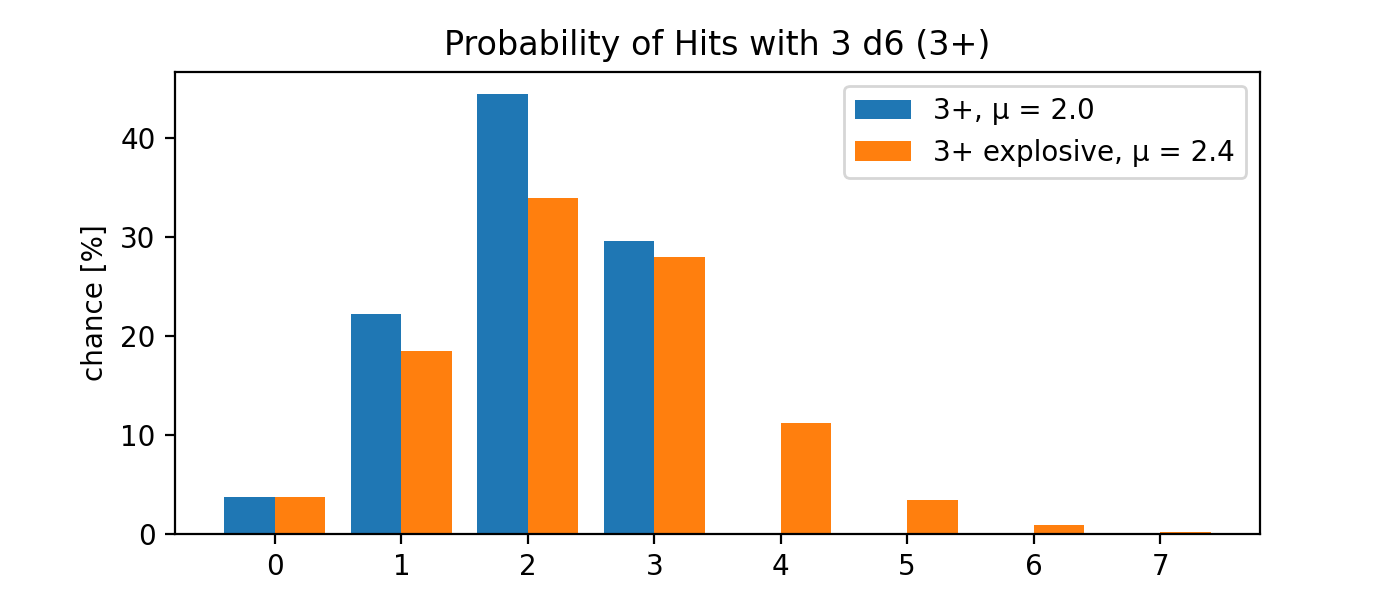 Probability of Hits with 3 d6 (3+)
3+, µ = 2.0
3+ explosive, µ = 2.4
chance [%]
40
30
20
10
0
0 1 2 3 4 5 6 7